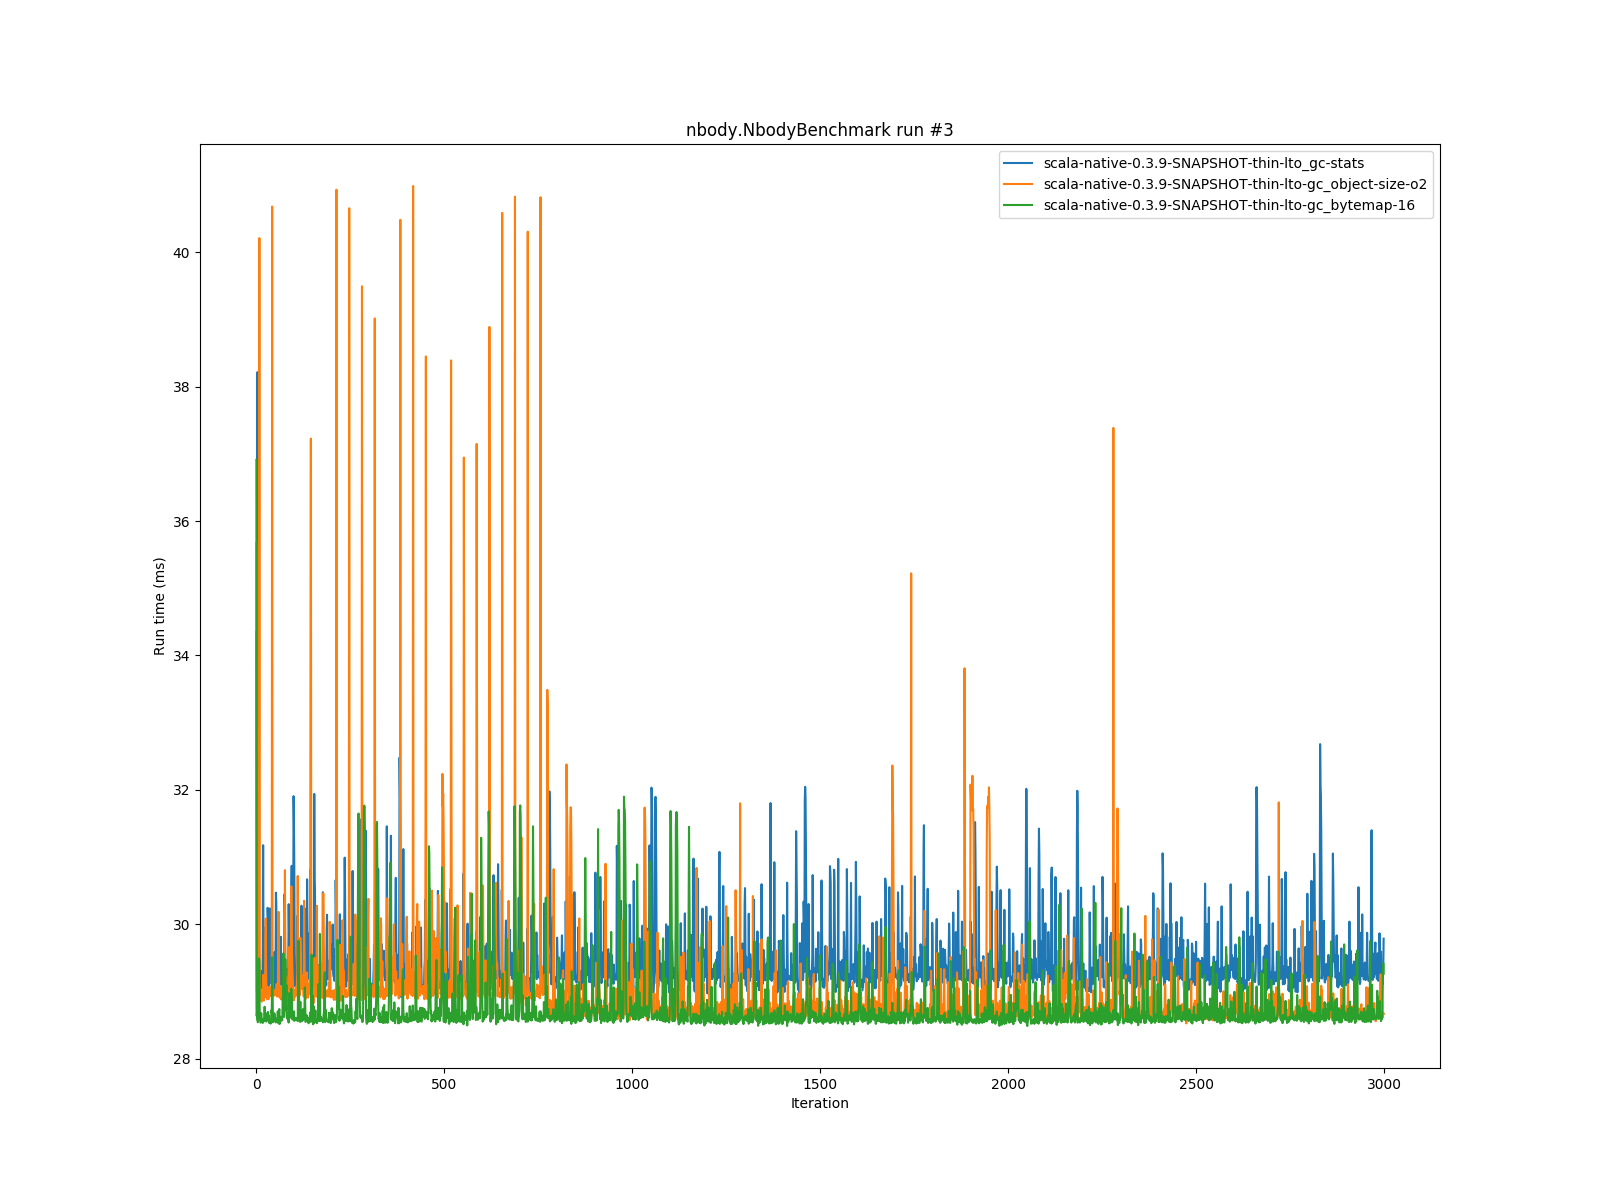 nbody.NbodyBenchmark run #3
scala-native-0.3.9-SNAPSHOT-thin-lto_gc-stats
scala-native-0.3.9-SNAPSHOT-thin-lto-gc_object-size-o2
scala-native-0.3.9-SNAPSHOT-thin-lto-gc_bytemap-16
40
38
36
34
32
30
28
Run time (ms)
0 500 1000 1500 2000 2500 3000
Iteration